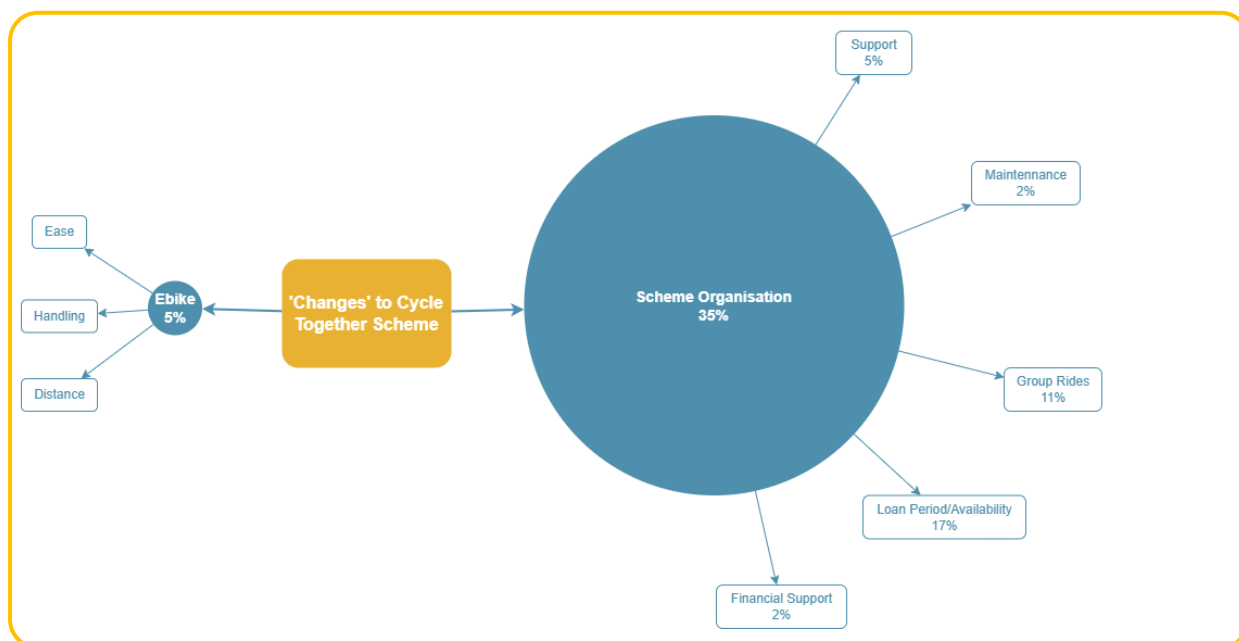 Support
5%
Maintennance
2%
Ease
Ebike
5%
'Changes' to Cycle
Together Scheme
Scheme Organisation
35%
Handling
Distance
Group Rides
11%
Loan Period/Availability
17%
Financial Support
2%